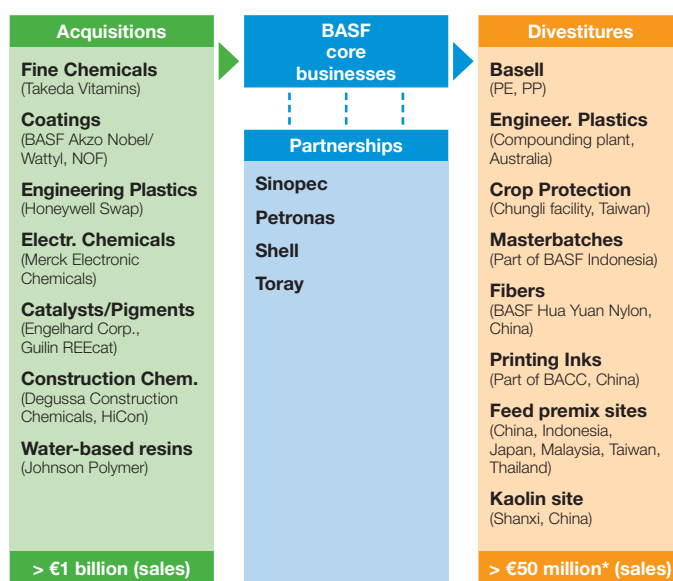 Acquisitions
Fine Chemicals
(Takeda Vitamins)
Coatings
(BASF Akzo Nobel/
Wattyl, NOF)
Engineering Plastics
(Honeywell Swap)
Electr. Chemicals
(Merck Electronic
Chemicals)
Catalysts/Pigments
(Engelhard Corp.,
Guilin REEcat)
Construction Chem.
(Degussa Construction
Chemicals, HiCon)
Water-based resins
(Johnson Polymer)
> €1 billion (sales)
BASF
core
businesses
Partnerships
Sinopec
Petronas
Shell
Toray
Divestitures
Basell
(PE, PP)
Engineer. Plastics
(Compounding plant,
Australia)
Crop Protection
(Chungli facility, Taiwan)
Masterbatches
(Part of BASF Indonesia)
Fibers
(BASF Hua Yuan Nylon,
China)
Printing Inks
(Part of BACC, China)
Feed premix sites
(China, Indonesia,
Japan, Malaysia, Taiwan,
Thailand)
Kaolin site
(Shanxi, China)
> €50 million* (sales)